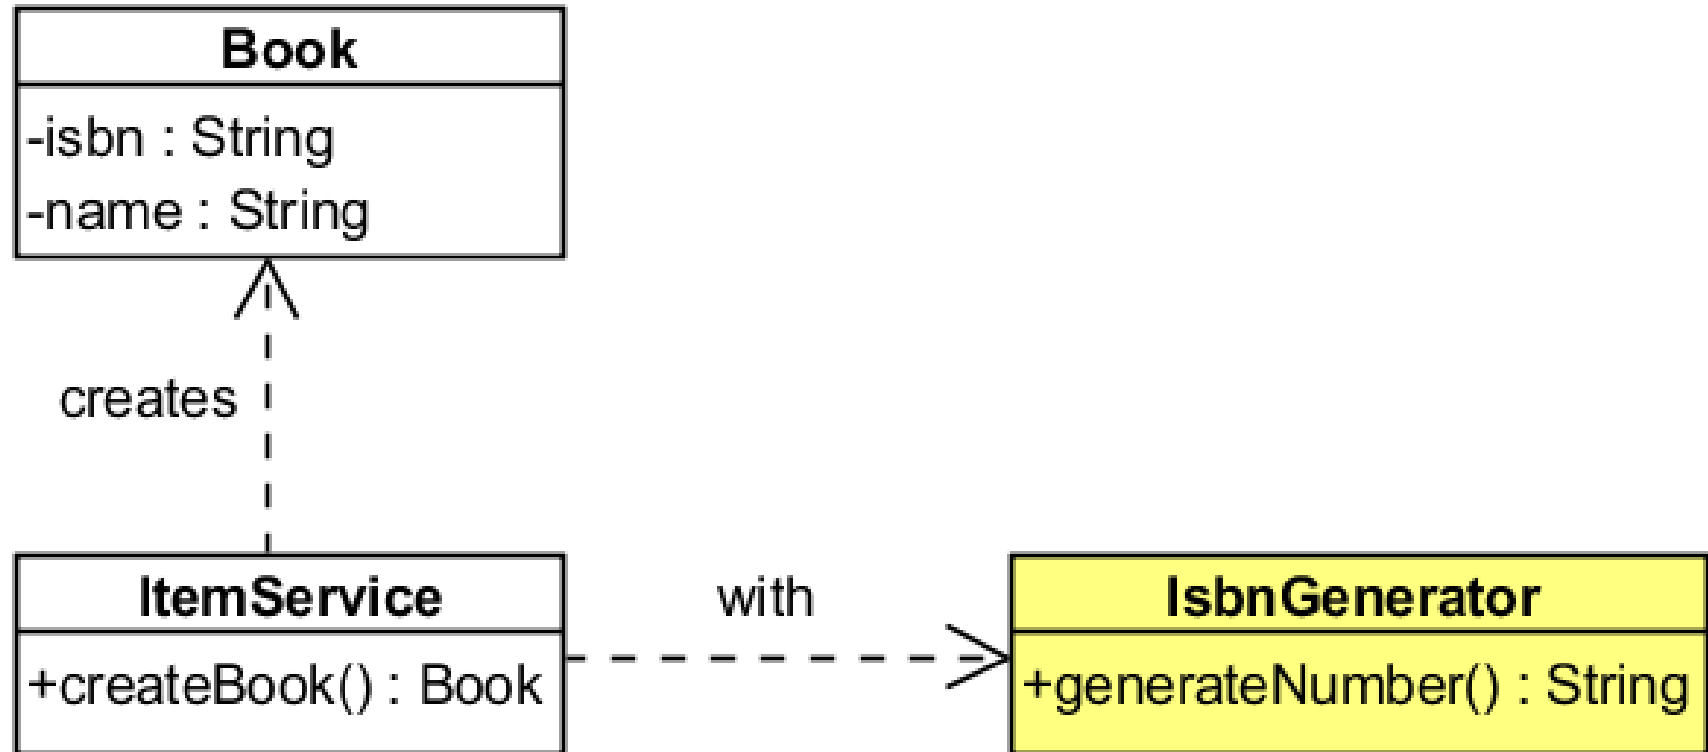 Book
-isbn : String
-name : String
creates
ItemService
+createBook() : Book
with
IsbnGenerator
+generateNumber() : String